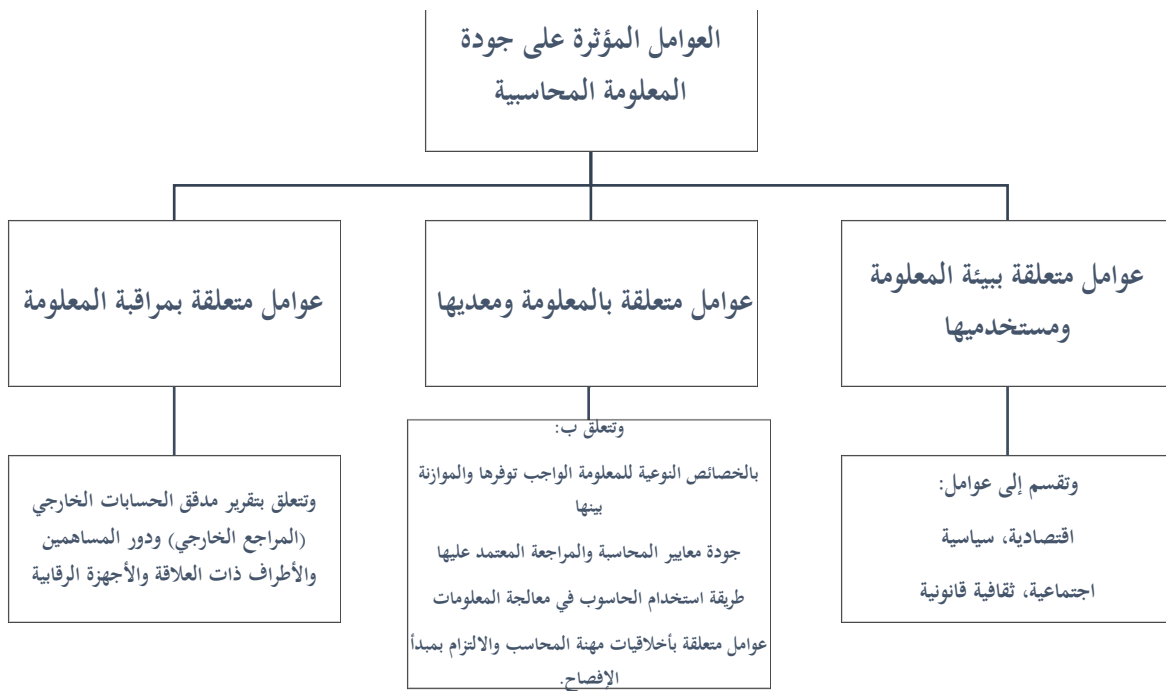 العوامل المؤثرة على جودة
المعلومة المحاسبية
عوامل متعلقة ببيئة المعلومة
ومستخدميها
عوامل متعلقة بالمعلومة ومعديها
عوامل متعلقة بمراقبة المعلومة
وتقسم إلى عوامل:
اقتصادية، سياسية
اجتماعية، ثقافية قانونية
وتتعلق ب:
بالخصائص النوعية للمعلومة الواجب توفرها والموازنة
بينها
جودة معايير المحاسبة والمراجعة المعتمد عليها
طريقة استخدام الحاسوب في معالجة المعلومات
عوامل متعلقة بأخلاقيات مهنة المحاسب والالتزام بمبدأ
الإفصاح.
وتتعلق بتقرير مدقق الحسابات الخارجي
(المراجع الخارجي) ودور المساهمين
والأطراف ذات العلاقة والأجهزة الرقابية